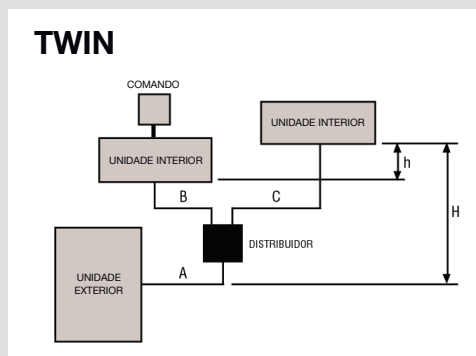 TWIN
COMANDO
UNIDADE INTERIOR
UNIDADE INTERIOR
h
B
C
H
DISTRIBUIDOR
A
UNIDADE
EXTERIOR